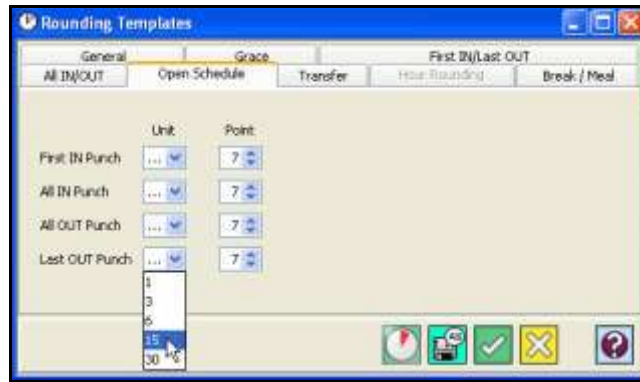 Rounding Templates
General Grace First IN/Last OUT
All IN/OUT Open Schedule Transfer Hour Rounding Break / Meal
Unit Point
First IN Punch ... 7
All IN Punch ... 7
All OUT Punch ... 7
Last OUT Punch ... 7
1
3
6
15
30